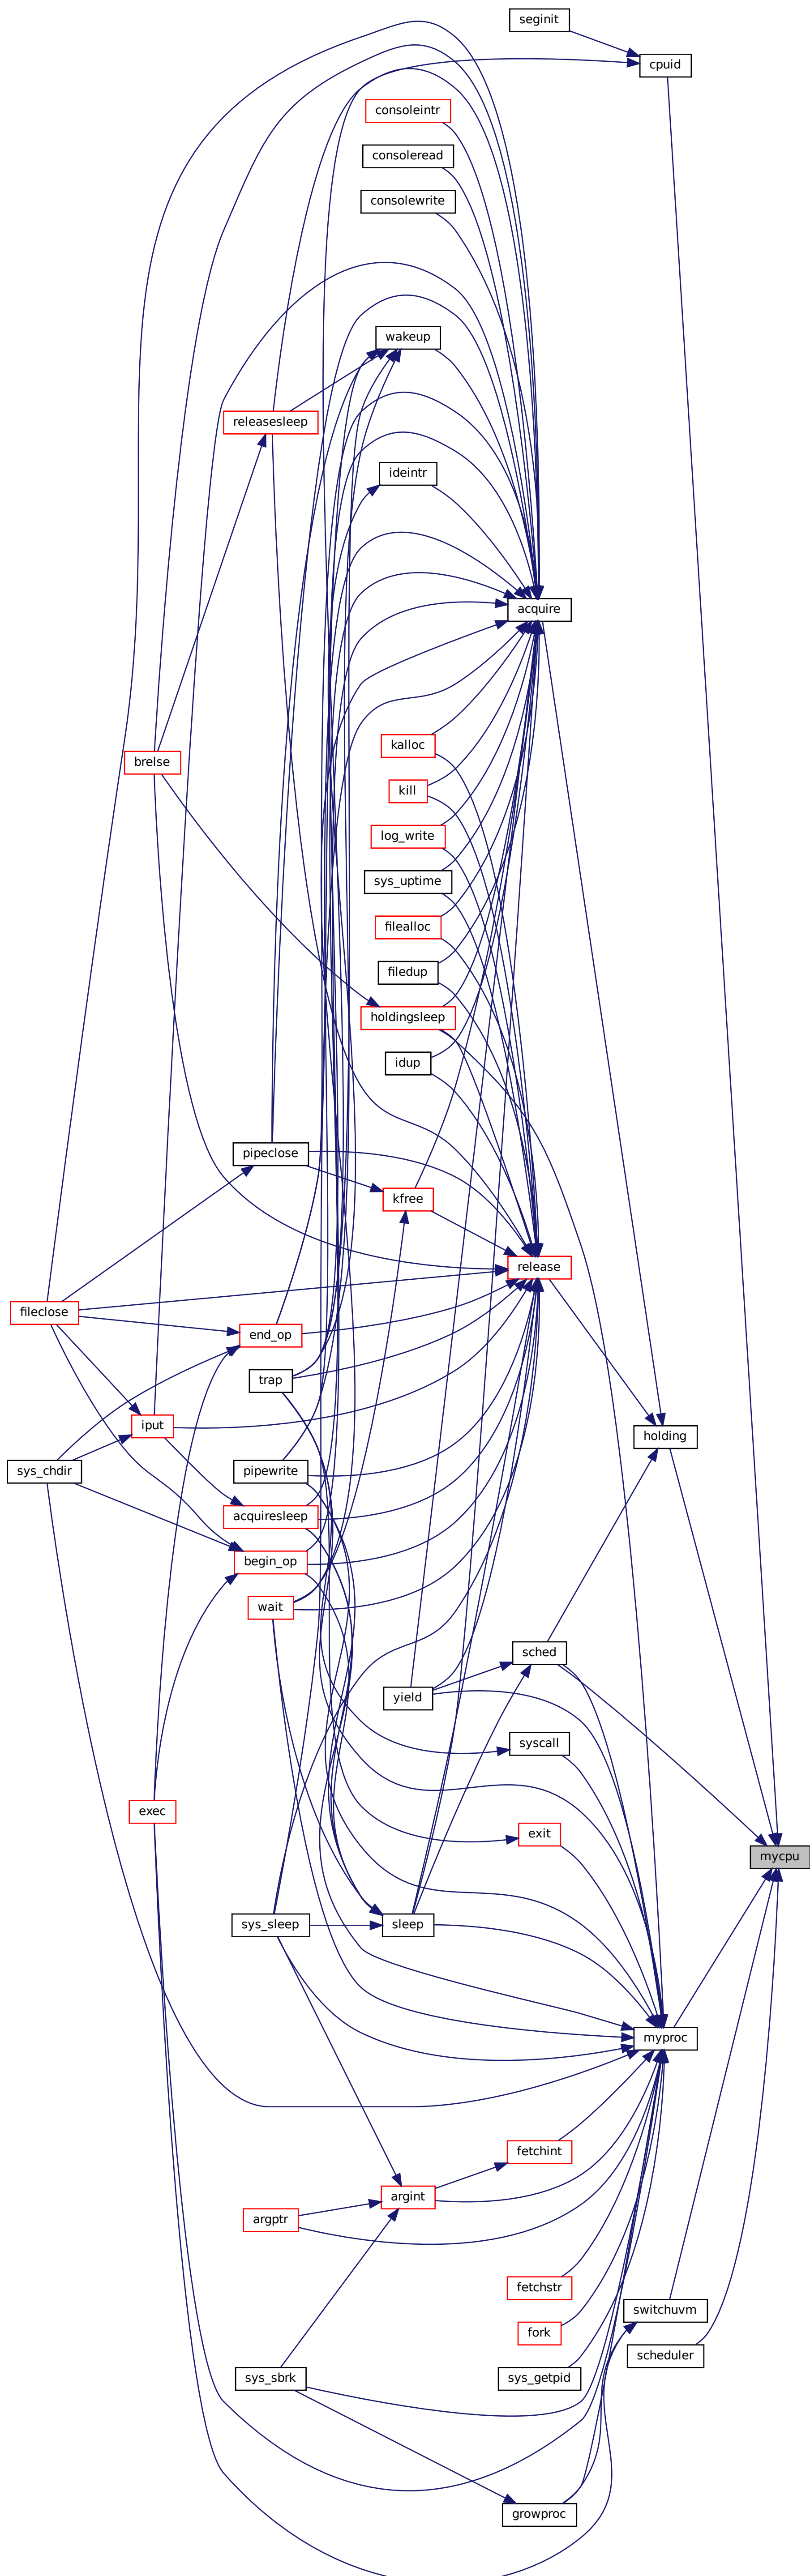 seginit
cpuid
consoleintr
consoleread
consolewrite
wakeup
releasesleep
ideintr
acquire
kalloc
brelse
kill
log_write
sys_uptime
filealloc
filedup
holdingsleep
idup
pipeclose
kfree
release
fileclose
end_op
trap
iput
holding
sys_chdir
pipewrite
acquiresleep
begin_op
wait
sched
yield
syscall
exec
exit
mycpu
sys_sleep
sleep
myproc
fetchint
argint
argptr
fetchstr
switchuvm
fork
scheduler
sys_sbrk
sys_getpid
growproc